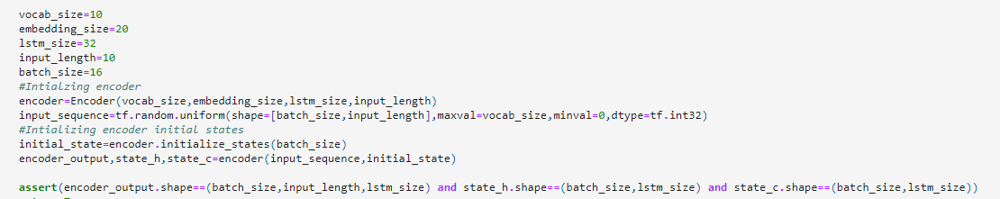 vocab_size=10
embedding_size=20
lstm_size=32
input_length=10
batch_size=16
#Intialzing encoder
encoder=Encoder(vocab_size,embedding_size,lstm_size,input_length)
input_sequence=tf.random.uniform(shape=[batch_size,input_length],maxval=vocab_size,minval=0,dtype=tf.int32)
#Intializing encoder initial states
initial_state=encoder.initialize_states(batch_size)
encoder_output,state_h,state_c=encoder(input_sequence,initial_state)
assert(encoder_output.shape==(batch_size,input_length,lstm_size) and state_h.shape==(batch_size,lstm_size) and state_c.shape==(batch_size,lstm_size))